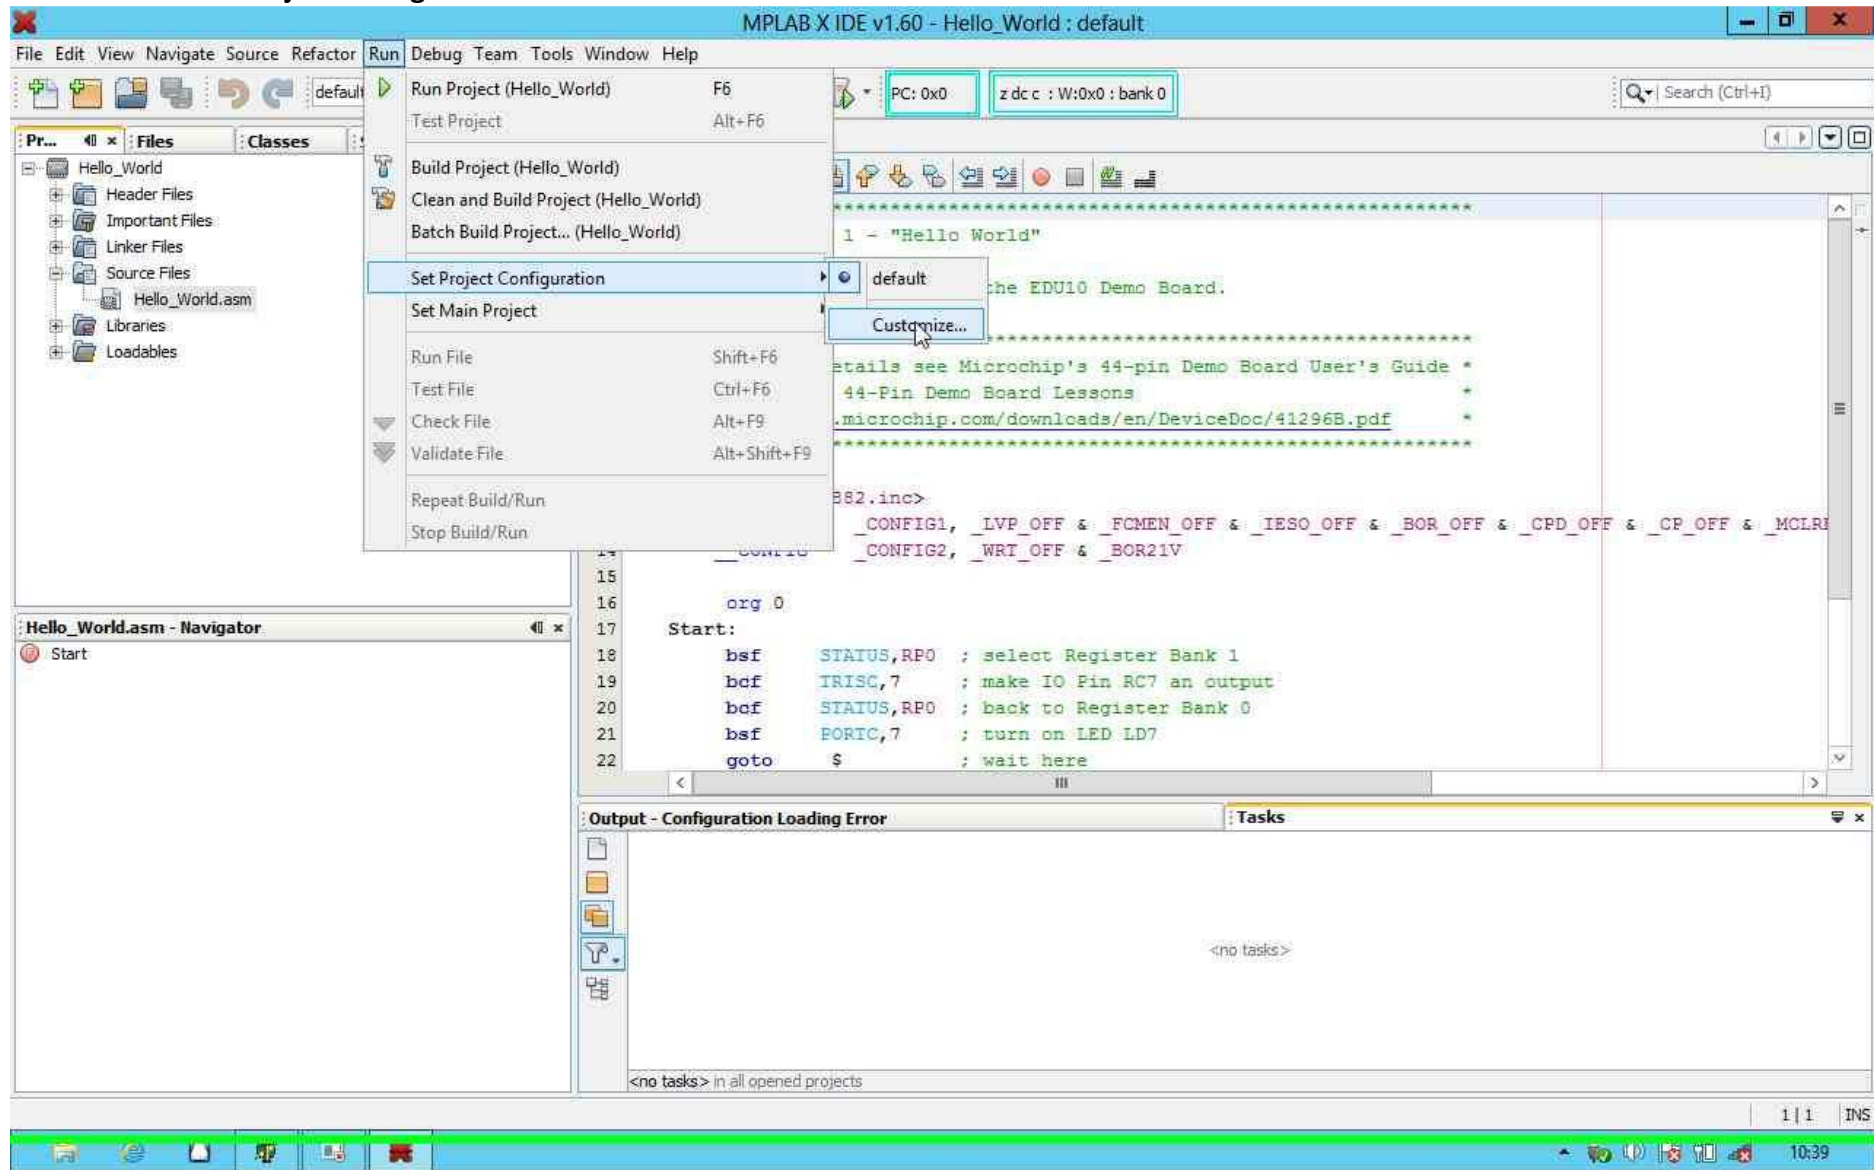 MPLAB X IDE v1.60 - Hello_World : default
File Edit View Navigate Source Refactor Run Debug Team Tools Window Help
default
PC: 0x0
z dc c : W:0x0 : bank 0
Search (Ctrl+I)
Run Project (Hello_World) F6
Test Project Alt+F6
Build Project (Hello_World)
Clean and Build Project (Hello_World)
Batch Build Project... (Hello_World)
Set Project Configuration
default
Customize...
Set Main Project
Run File Shift+F6
Test File Ctrl+F6
Check File Alt+F9
Validate File Alt+Shift+F9
Repeat Build/Run
Stop Build/Run
Pr... Files Classes
Hello_World
Header Files
Important Files
Linker Files
Source Files
Hello_World.asm
Libraries
Loadables
Hello_World.asm - Navigator
Start
************************************************************
1 - "Hello World"
the EDU10 Demo Board.
*******************************************
etails see Microchip's 44-pin Demo Board User's Guide *
44-Pin Demo Board Lessons *
.microchip.com/downloads/en/DeviceDoc/41296B.pdf *
************************************************************
882.inc>
_CONFIG1, _LVP_OFF & _FCMEN_OFF & _IESO_OFF & _BOR_OFF & _CPD_OFF & _CP_OFF & _MCLRE
14 __CONFIG _CONFIG2, _WRT_OFF & _BOR21V
15
16 org 0
17 Start:
18 bsf STATUS,RP0 ; select Register Bank 1
19 bcf TRISC,7 ; make IO Pin RC7 an output
20 bcf STATUS,RP0 ; back to Register Bank 0
21 bsf PORTC,7 ; turn on LED LD7
22 goto $ ; wait here
Output - Configuration Loading Error
Tasks
<no tasks>
<no tasks> in all opened projects
1 | 1 INS
10:39